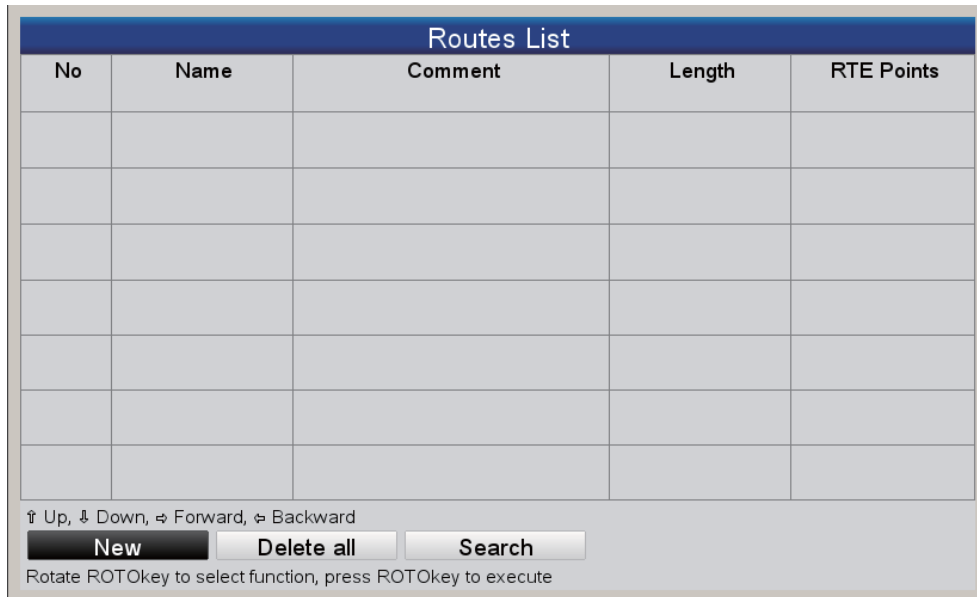 Routes List
No Name Comment Length RTE Points
⇧ Up, ⇩ Down, ⇨ Forward, ⇦ Backward
New Delete all Search
Rotate ROTOkey to select function, press ROTOkey to execute